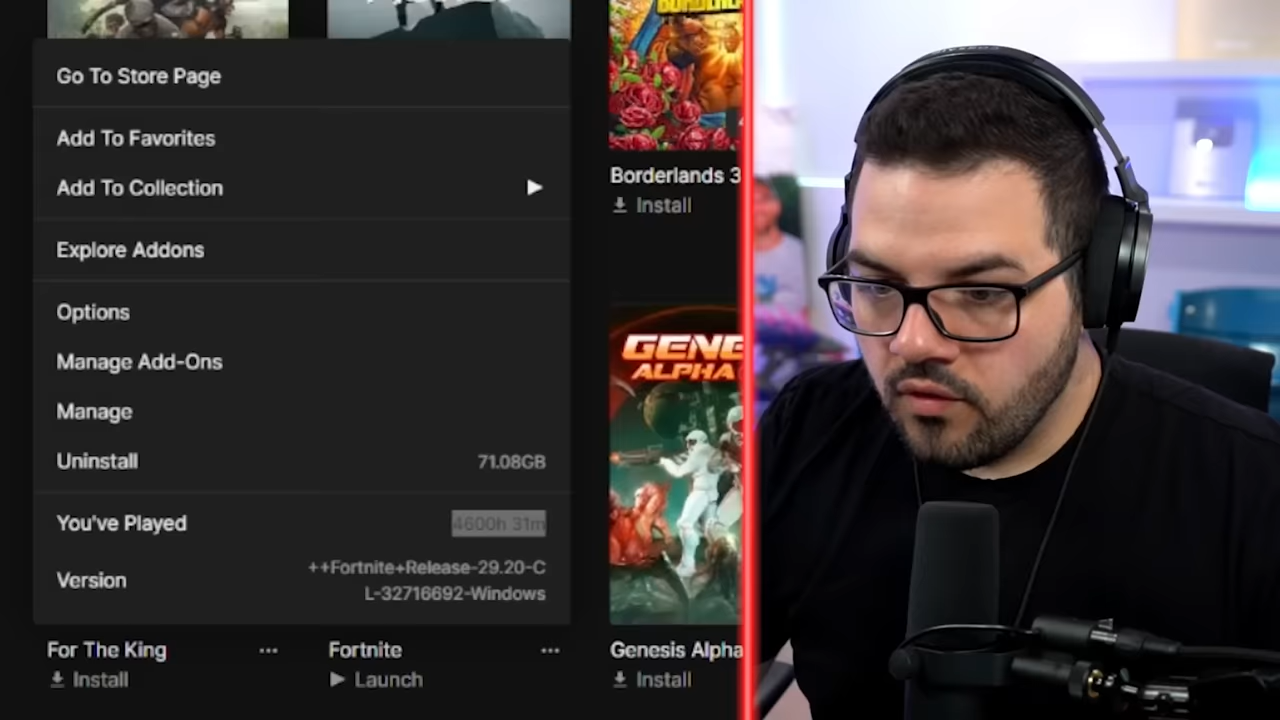 Go To Store Page
Add To Favorites
Add To Collection
Explore Addons
Options
Manage Add-Ons
Manage
Uninstall 71.08GB
You've Played 4600h 31m
Version ++Fortnite+Release-29.20-C
L-32716692-Windows
For The King
Install
Fortnite
Launch
Borderlands 3
Install
GENE
ALPHA
Genesis Alpha
Install